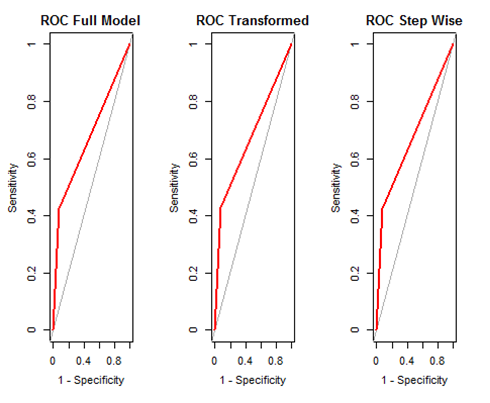 ROC Full Model
Sensitivity
0 0.2 0.4 0.6 0.8 1
0 0.4 0.8
1 - Specificity
ROC Transformed
Sensitivity
0 0.2 0.4 0.6 0.8 1
0 0.4 0.8
1 - Specificity
ROC Step Wise
Sensitivity
0 0.2 0.4 0.6 0.8 1
0 0.4 0.8
1 - Specificity